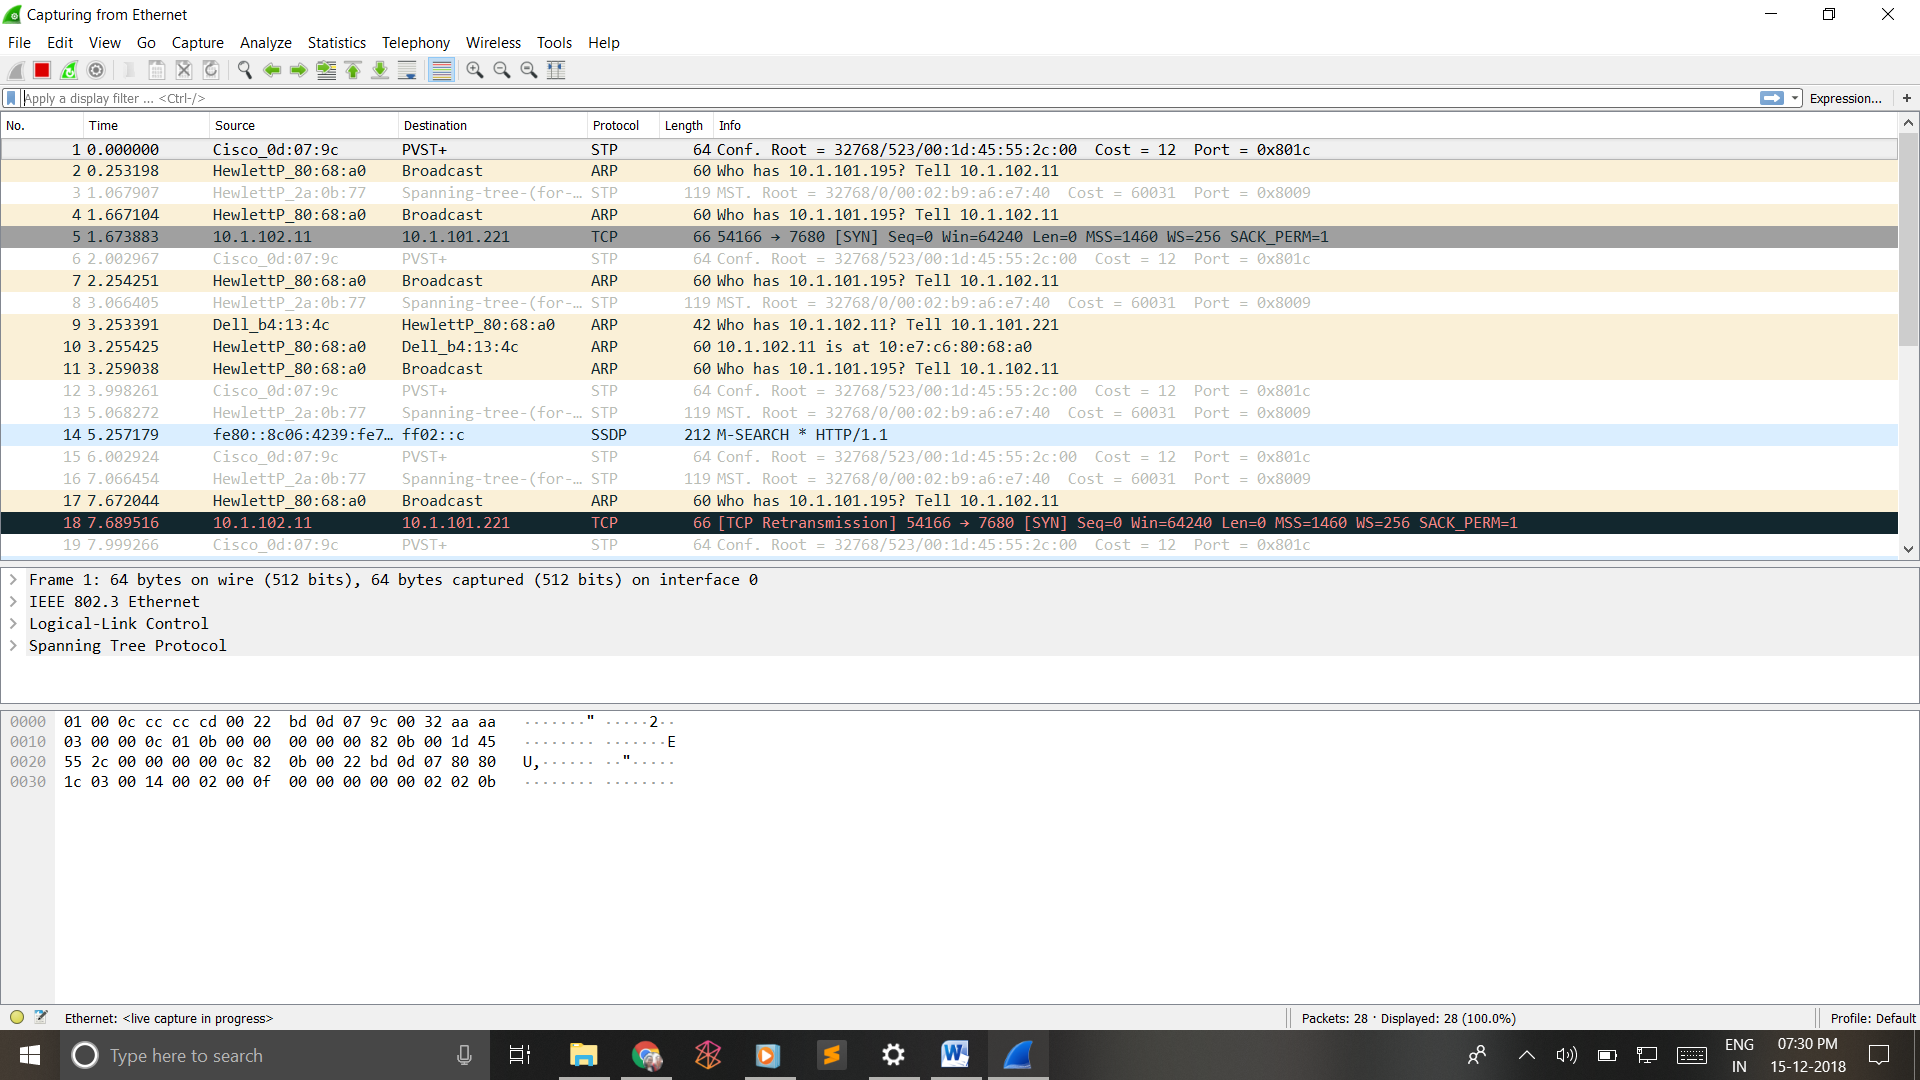 Capturing from Ethernet
File Edit View Go Capture Analyze Statistics Telephony Wireless Tools Help
Apply a display filter ... <Ctrl-/> Expression... +
No. Time Source Destination Protocol Length Info
1 0.000000 Cisco_0d:07:9c PVST+ STP 64 Conf. Root = 32768/523/00:1d:45:55:2c:00 Cost = 12 Port = 0x801c
2 0.253198 HewlettP_80:68:a0 Broadcast ARP 60 Who has 10.1.101.195? Tell 10.1.102.11
3 1.067907 HewlettP_2a:0b:77 Spanning-tree-(for-… STP 119 MST. Root = 32768/0/00:02:b9:a6:e7:40 Cost = 60031 Port = 0x8009
4 1.667104 HewlettP_80:68:a0 Broadcast ARP 60 Who has 10.1.101.195? Tell 10.1.102.11
5 1.673883 10.1.102.11 10.1.101.221 TCP 66 54166 → 7680 [SYN] Seq=0 Win=64240 Len=0 MSS=1460 WS=256 SACK_PERM=1
6 2.002967 Cisco_0d:07:9c PVST+ STP 64 Conf. Root = 32768/523/00:1d:45:55:2c:00 Cost = 12 Port = 0x801c
7 2.254251 HewlettP_80:68:a0 Broadcast ARP 60 Who has 10.1.101.195? Tell 10.1.102.11
8 3.066405 HewlettP_2a:0b:77 Spanning-tree-(for-… STP 119 MST. Root = 32768/0/00:02:b9:a6:e7:40 Cost = 60031 Port = 0x8009
9 3.253391 Dell_b4:13:4c HewlettP_80:68:a0 ARP 42 Who has 10.1.102.11? Tell 10.1.101.221
10 3.255425 HewlettP_80:68:a0 Dell_b4:13:4c ARP 60 10.1.102.11 is at 10:e7:c6:80:68:a0
11 3.259038 HewlettP_80:68:a0 Broadcast ARP 60 Who has 10.1.101.195? Tell 10.1.102.11
12 3.998261 Cisco_0d:07:9c PVST+ STP 64 Conf. Root = 32768/523/00:1d:45:55:2c:00 Cost = 12 Port = 0x801c
13 5.068272 HewlettP_2a:0b:77 Spanning-tree-(for-… STP 119 MST. Root = 32768/0/00:02:b9:a6:e7:40 Cost = 60031 Port = 0x8009
14 5.257179 fe80::8c06:4239:fe7… ff02::c SSDP 212 M-SEARCH * HTTP/1.1
15 6.002924 Cisco_0d:07:9c PVST+ STP 64 Conf. Root = 32768/523/00:1d:45:55:2c:00 Cost = 12 Port = 0x801c
16 7.066454 HewlettP_2a:0b:77 Spanning-tree-(for-… STP 119 MST. Root = 32768/0/00:02:b9:a6:e7:40 Cost = 60031 Port = 0x8009
17 7.672044 HewlettP_80:68:a0 Broadcast ARP 60 Who has 10.1.101.195? Tell 10.1.102.11
18 7.689516 10.1.102.11 10.1.101.221 TCP 66 [TCP Retransmission] 54166 → 7680 [SYN] Seq=0 Win=64240 Len=0 MSS=1460 WS=256 SACK_PERM=1
19 7.999266 Cisco_0d:07:9c PVST+ STP 64 Conf. Root = 32768/523/00:1d:45:55:2c:00 Cost = 12 Port = 0x801c
Frame 1: 64 bytes on wire (512 bits), 64 bytes captured (512 bits) on interface 0
IEEE 802.3 Ethernet
Logical-Link Control
Spanning Tree Protocol
0000 01 00 0c cc cc cd 00 22 bd 0d 07 9c 00 32 aa aa ·······" ·····2··
0010 03 00 00 0c 01 0b 00 00 00 00 00 82 0b 00 1d 45 ········ ·······E
0020 55 2c 00 00 00 00 0c 82 0b 00 22 bd 0d 07 80 80 U,······ ··"·····
0030 1c 03 00 14 00 02 00 0f 00 00 00 00 00 02 02 0b ········ ········
Ethernet: <live capture in progress> Packets: 28 · Displayed: 28 (100.0%) Profile: Default
Type here to search
ENG
IN
07:30 PM
15-12-2018